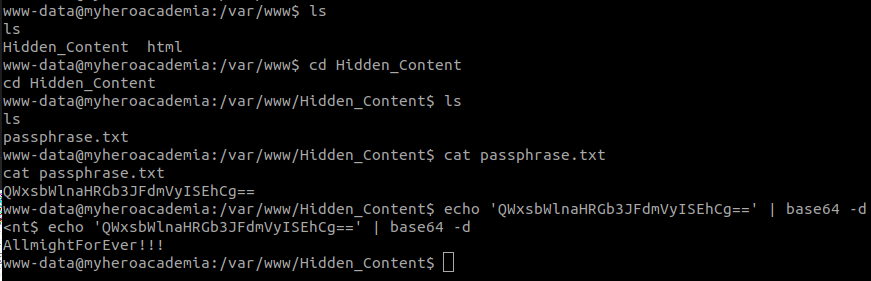 www-data@myheroacademia:/var/www$ ls
ls
Hidden_Content  html
www-data@myheroacademia:/var/www$ cd Hidden_Content
cd Hidden_Content
www-data@myheroacademia:/var/www/Hidden_Content$ ls
ls
passphrase.txt
www-data@myheroacademia:/var/www/Hidden_Content$ cat passphrase.txt
cat passphrase.txt
QWxsbWlnaHRGb3JFdmVyISEhCg==
www-data@myheroacademia:/var/www/Hidden_Content$ echo 'QWxsbWlnaHRGb3JFdmVyISEhCg==' | base64 -d
<nt$ echo 'QWxsbWlnaHRGb3JFdmVyISEhCg==' | base64 -d
AllmightForEver!!!
www-data@myheroacademia:/var/www/Hidden_Content$